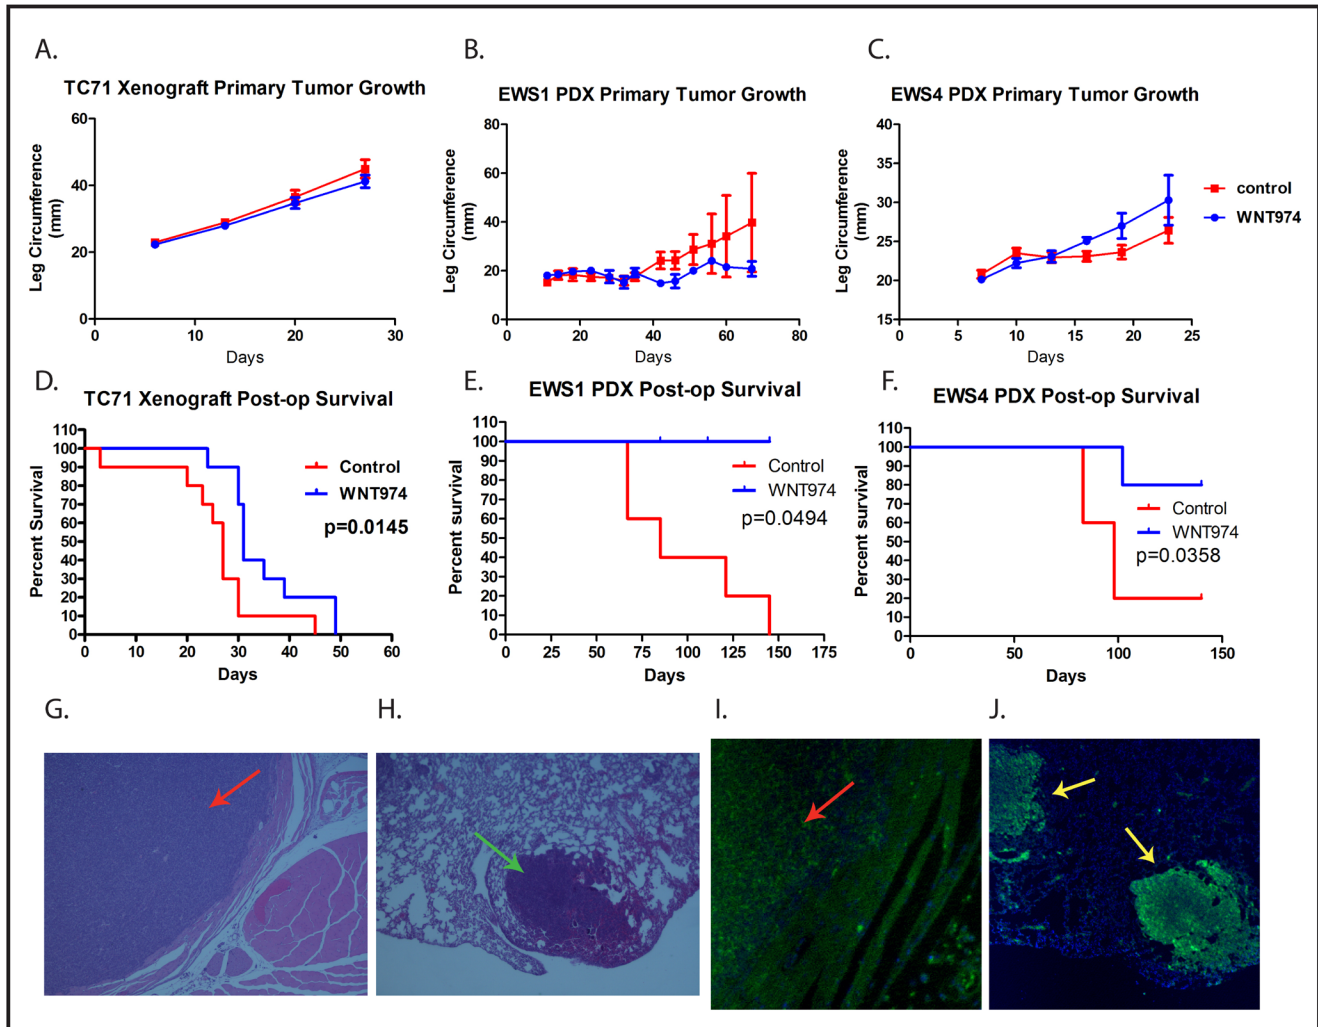 A.
TC71 Xenograft Primary Tumor Growth
Leg Circumference
(mm)
60
40
20
0
0 10 20 30
Days
B.
EWS1 PDX Primary Tumor Growth
Leg Circumference
(mm)
80
60
40
20
0
0 20 40 60 80
Days
C.
EWS4 PDX Primary Tumor Growth
Leg Circumference
(mm)
40
35
30
25
20
15
0 5 10 15 20 25
Days
control
WNT974
D.
TC71 Xenograft Post-op Survival
Percent Survival
110
100
90
80
70
60
50
40
30
20
10
0
0 10 20 30 40 50 60
Days
Control
WNT974
p=0.0145
E.
EWS1 PDX Post-op Survival
Percent survival
110
100
90
80
70
60
50
40
30
20
10
0
0 25 50 75 100 125 150 175
Days
Control
WNT974
p=0.0494
F.
EWS4 PDX Post-op Survival
Percent survival
110
100
90
80
70
60
50
40
30
20
10
0
0 50 100 150
Days
Control
WNT974
p=0.0358
G.
H.
I.
J.